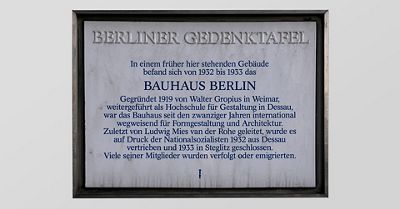 BERLINER GEDENKTAFEL
In einem früher hier stehenden Gebäude
befand sich von 1932 bis 1933 das
BAUHAUS BERLIN
Gegründet 1919 von Walter Gropius in Weimar,
weitergeführt als Hochschule für Gestaltung in Dessau,
war das Bauhaus seit den zwanziger Jahren international
wegweisend für Formgestaltung und Architektur.
Zuletzt von Ludwig Mies van der Rohe geleitet, wurde es
auf Druck der Nationalsozialisten 1932 aus Dessau
vertrieben und 1933 in Steglitz geschlossen.
Viele seiner Mitglieder wurden verfolgt oder emigrierten.